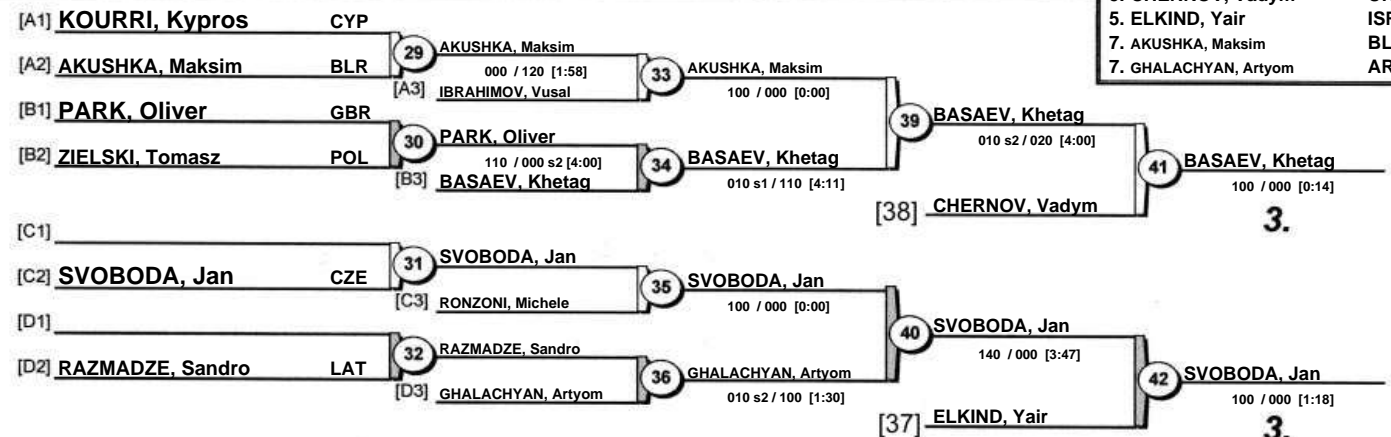 5. ELKIND, Yair ISR
7. AKUSHKA, Maksim BL
7. GHALACHYAN, Artyom AR
[A1] KOURRI, Kypros CYP
[A2] AKUSHKA, Maksim BLR
29 AKUSHKA, Maksim
000 / 120 [1:58]
[A3] IBRAHIMOV, Vusal
33 AKUSHKA, Maksim
100 / 000 [0:00]
[B1] PARK, Oliver GBR
[B2] ZIELSKI, Tomasz POL
30 PARK, Oliver
110 / 000 s2 [4:00]
[B3] BASAEV, Khetag
34 BASAEV, Khetag
010 s1 / 110 [4:11]
39 BASAEV, Khetag
010 s2 / 020 [4:00]
[38] CHERNOV, Vadym
41 BASAEV, Khetag
100 / 000 [0:14]
3.
[C1]
[C2] SVOBODA, Jan CZE
31 SVOBODA, Jan
[C3] RONZONI, Michele
35 SVOBODA, Jan
100 / 000 [0:00]
[D1]
[D2] RAZMADZE, Sandro LAT
32 RAZMADZE, Sandro
[D3] GHALACHYAN, Artyom
36 GHALACHYAN, Artyom
010 s2 / 100 [1:30]
40 SVOBODA, Jan
140 / 000 [3:47]
[37] ELKIND, Yair
42 SVOBODA, Jan
100 / 000 [1:18]
3.